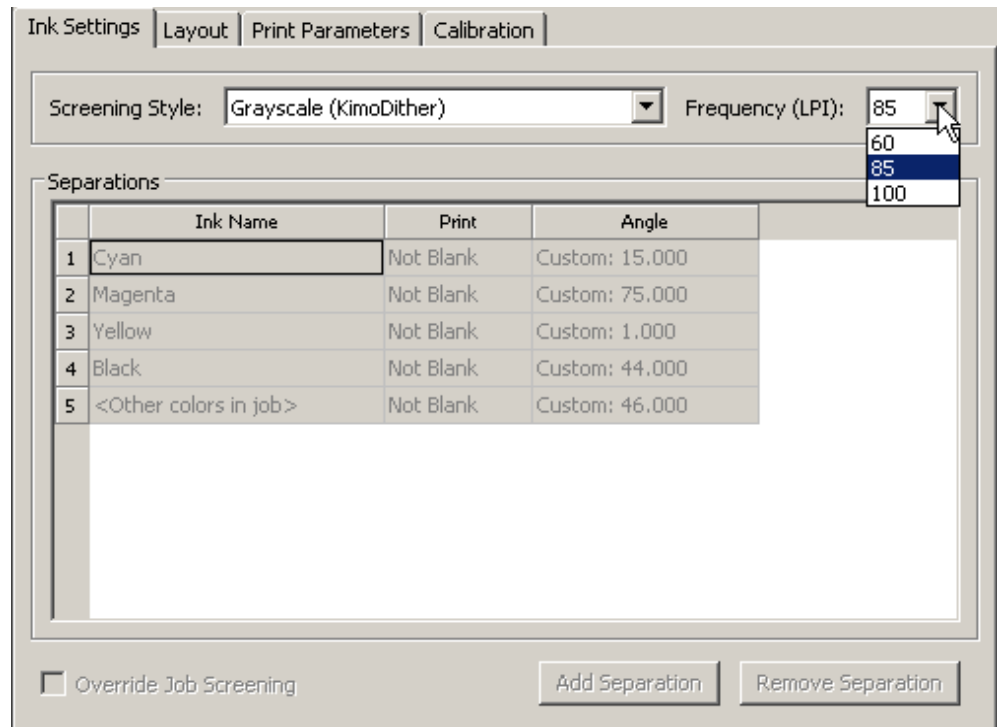 Ink Settings Layout Print Parameters Calibration
Screening Style: Grayscale (KimoDither) Frequency (LPI): 85
60
85
100
Separations
Ink Name Print Angle
1 Cyan Not Blank Custom: 15.000
2 Magenta Not Blank Custom: 75.000
3 Yellow Not Blank Custom: 1.000
4 Black Not Blank Custom: 44.000
5 <Other colors in job> Not Blank Custom: 46.000
Override Job Screening Add Separation Remove Separation